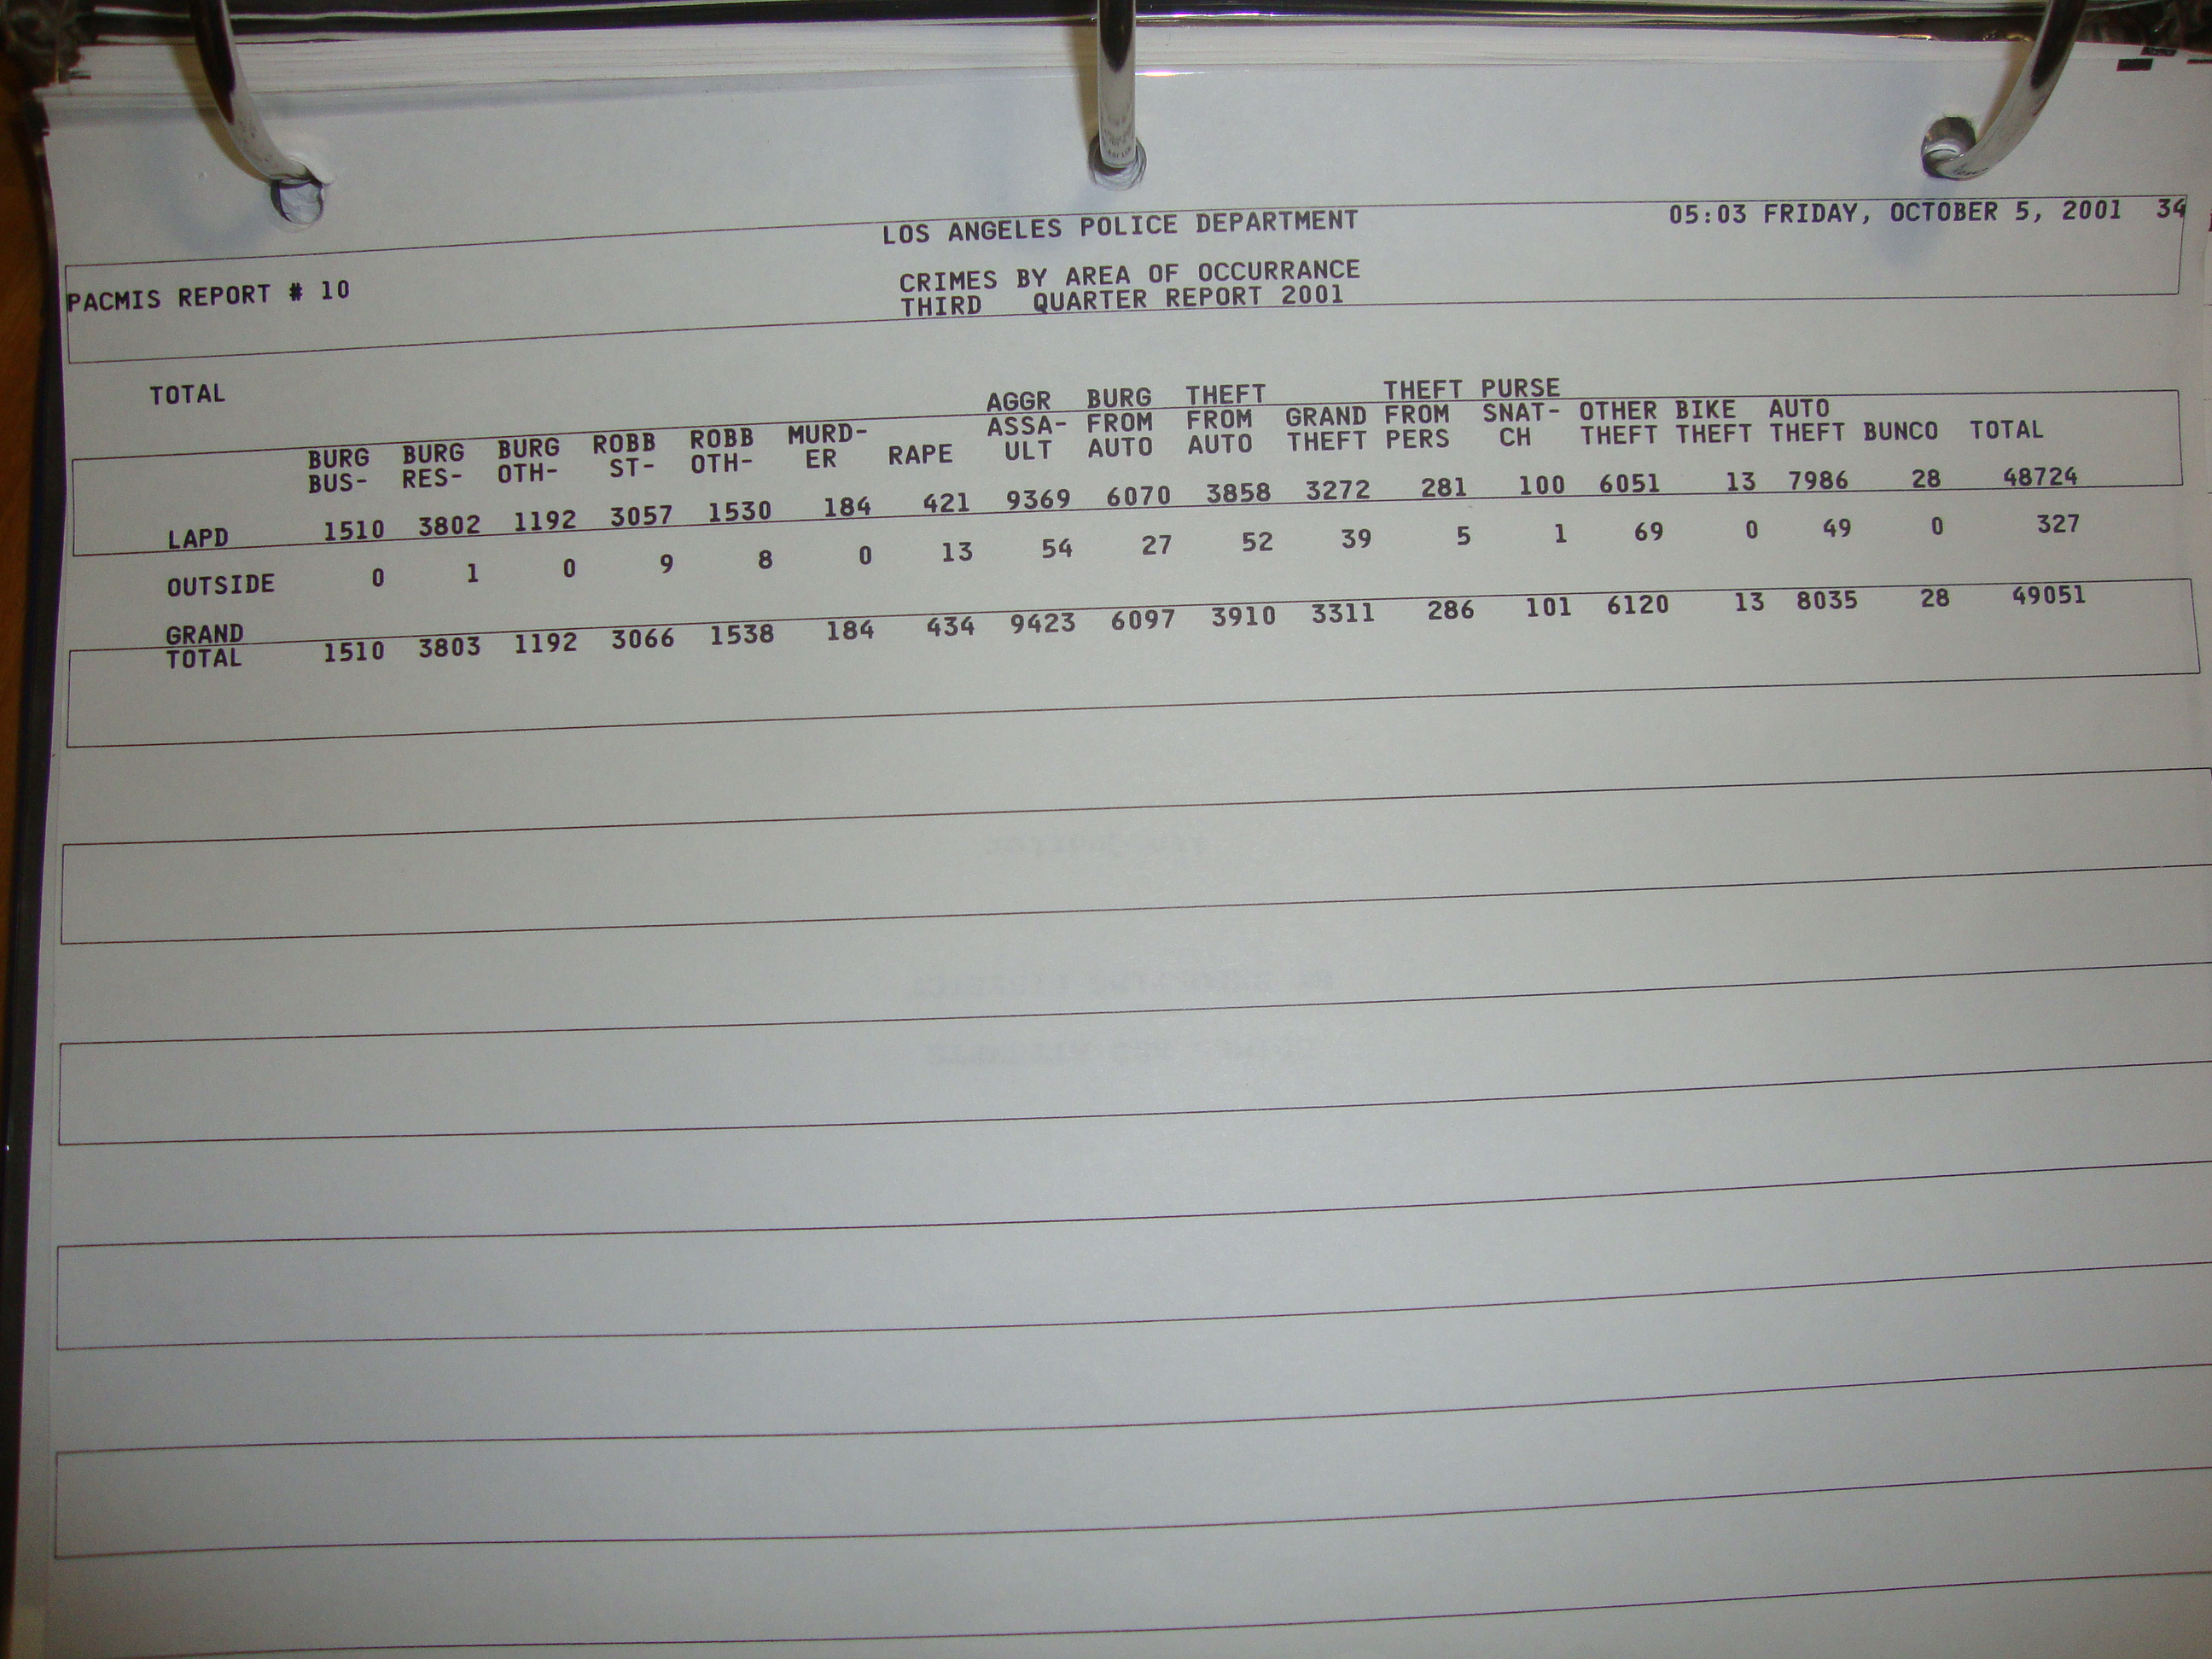 LOS ANGELES POLICE DEPARTMENT 05:03 FRIDAY, OCTOBER 5, 2001 34
PACMIS REPORT # 10 CRIMES BY AREA OF OCCURRANCE
THIRD QUARTER REPORT 2001
TOTAL
AGGR BURG THEFT THEFT PURSE
BURG BURG BURG ROBB ROBB MURD- ASSA- FROM FROM GRAND FROM SNAT- OTHER BIKE AUTO
BUS- RES- OTH- ST- OTH- ER RAPE ULT AUTO AUTO THEFT PERS CH THEFT THEFT THEFT BUNCO TOTAL
LAPD 1510 3802 1192 3057 1530 184 421 9369 6070 3858 3272 281 100 6051 13 7986 28 48724
OUTSIDE 0 1 0 9 8 0 13 54 27 52 39 5 1 69 0 49 0 327
GRAND
TOTAL 1510 3803 1192 3066 1538 184 434 9423 6097 3910 3311 286 101 6120 13 8035 28 49051